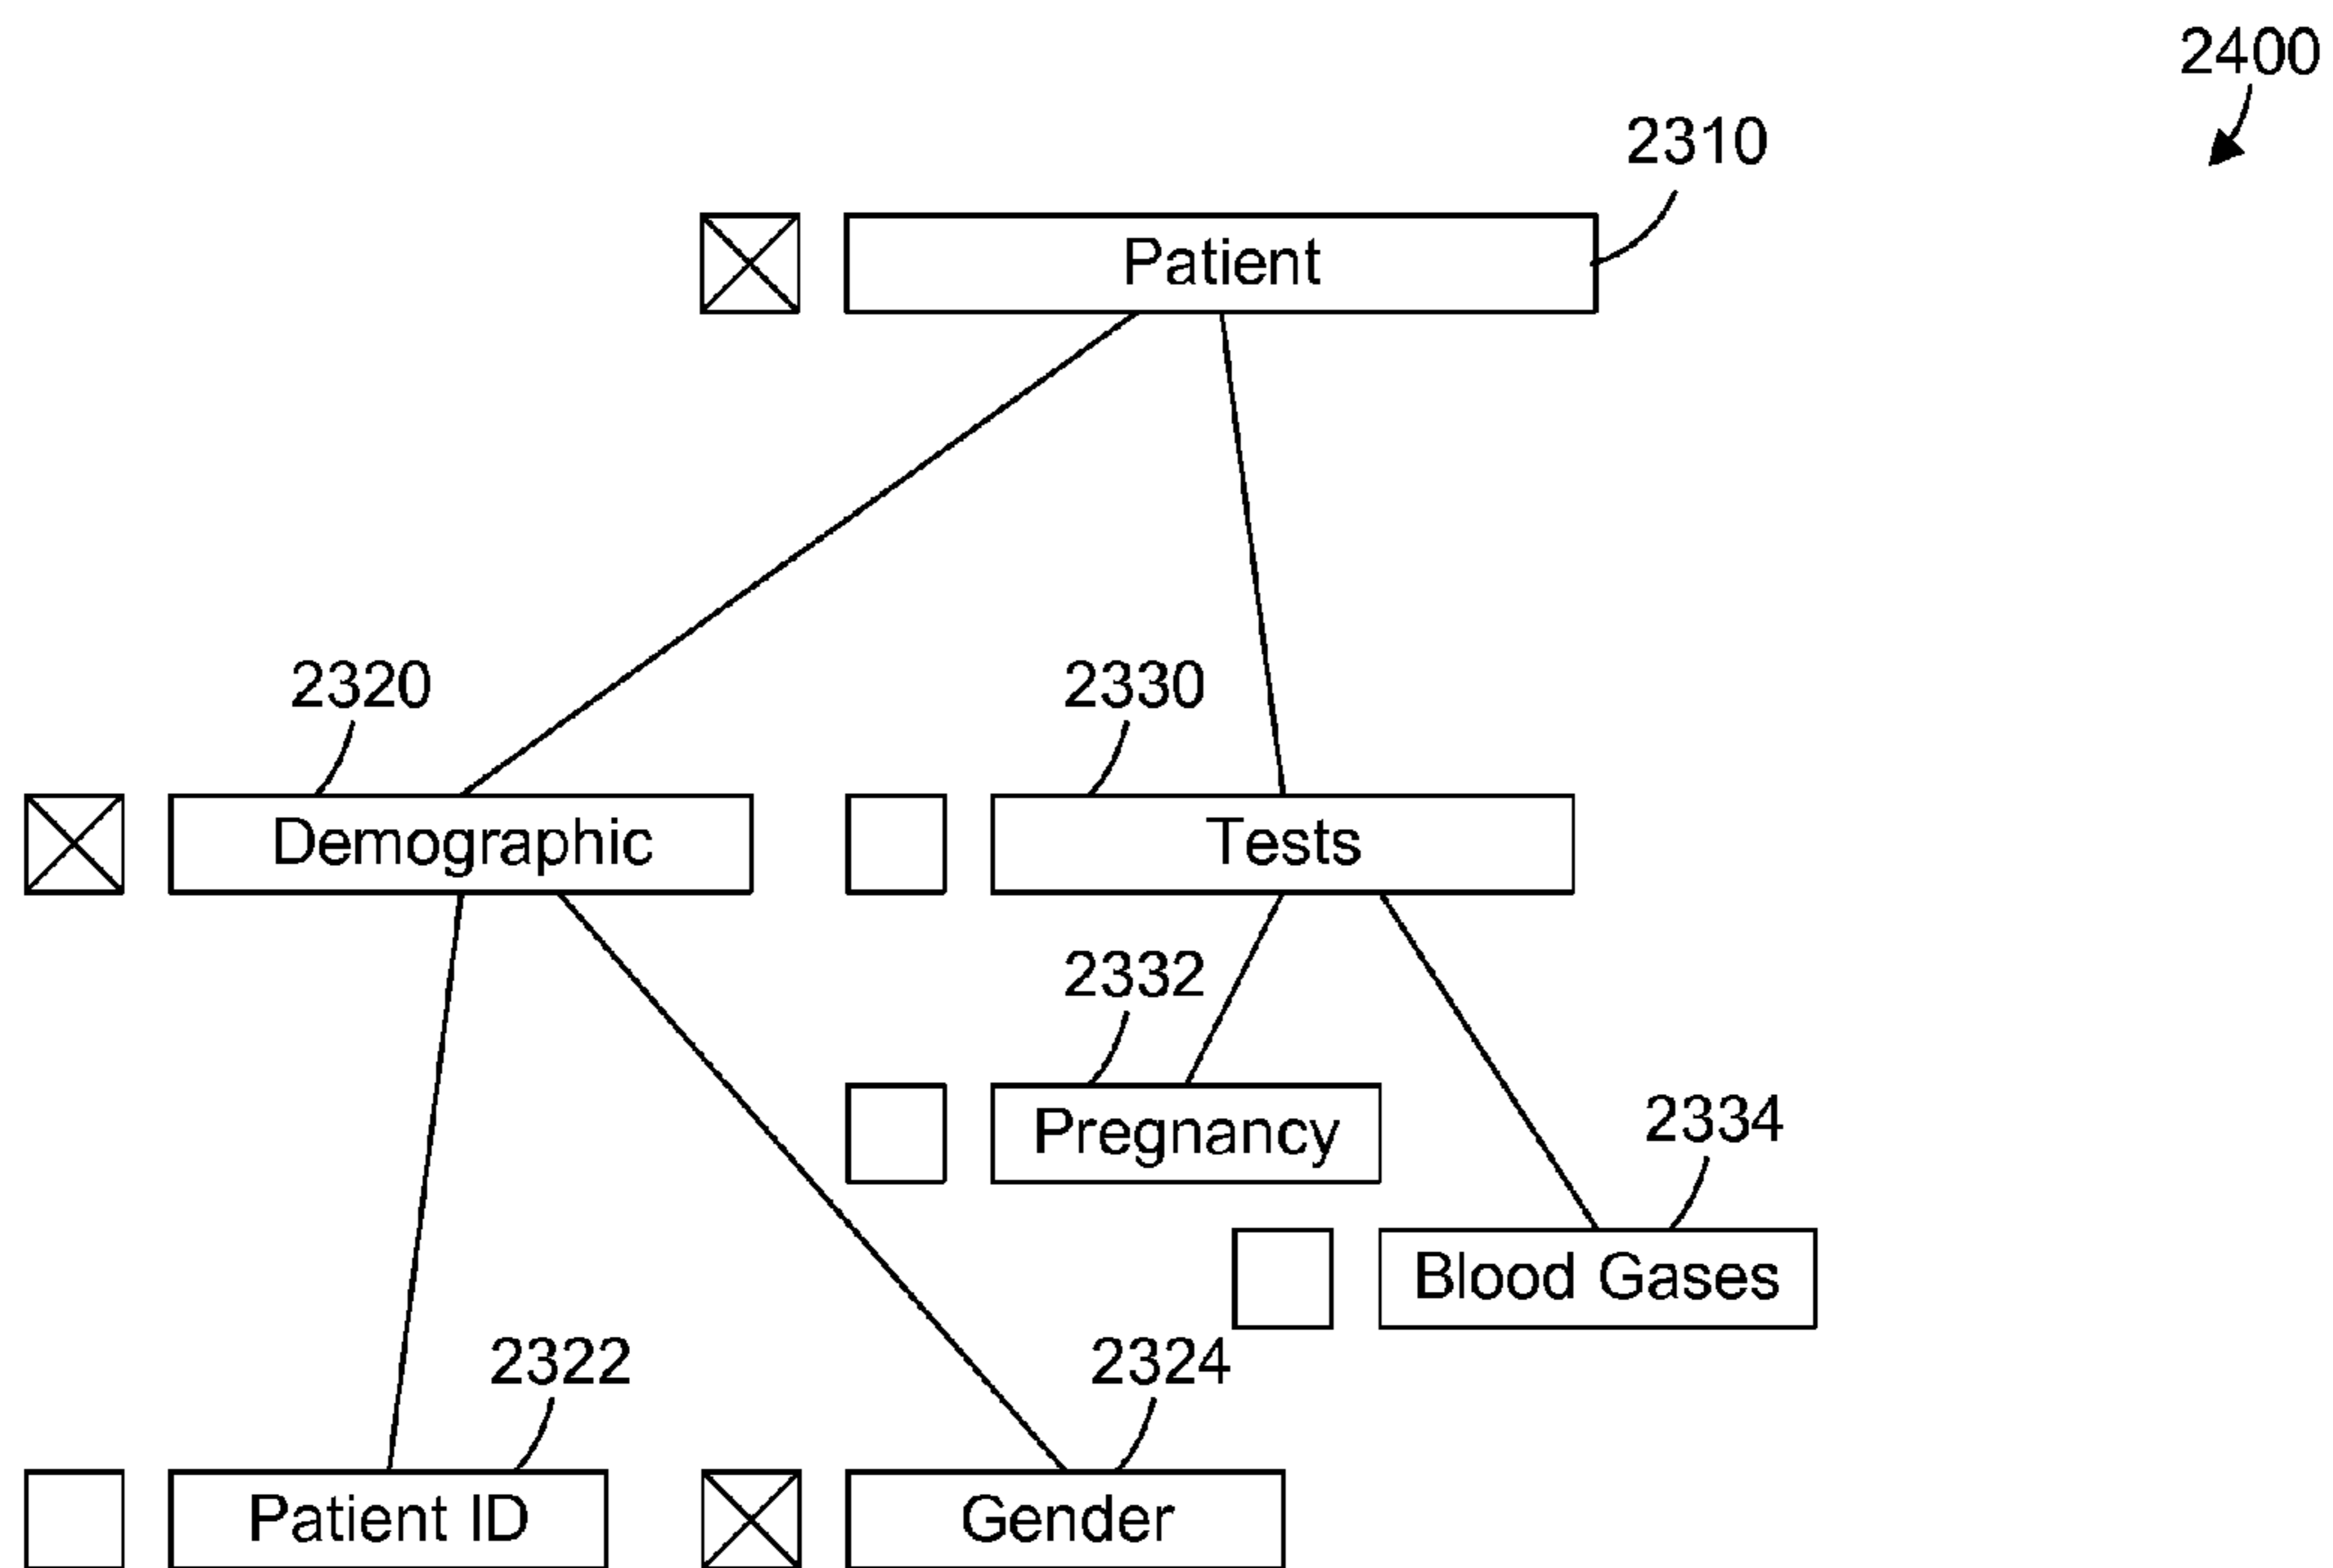 2400
2310
Patient
2320
2330
Demographic
Tests
2332
Pregnancy
2334
Blood Gases
2322
2324
Patient ID
Gender